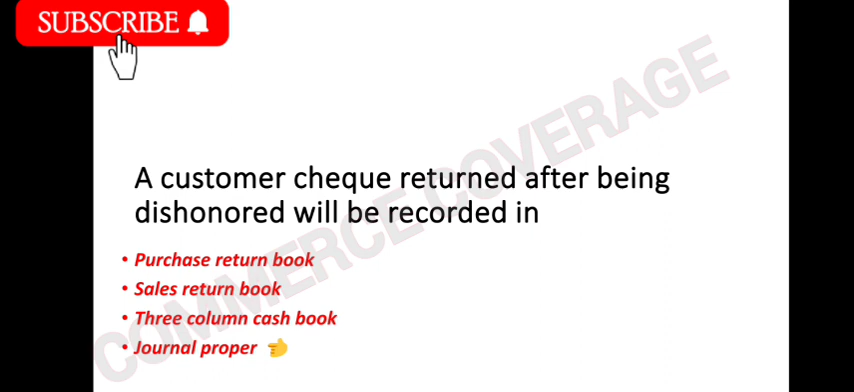 SUBSCRIBE
COMMERCE COVERAGE
A customer cheque returned after being
dishonored will be recorded in
• Purchase return book
• Sales return book
• Three column cash book
• Journal proper